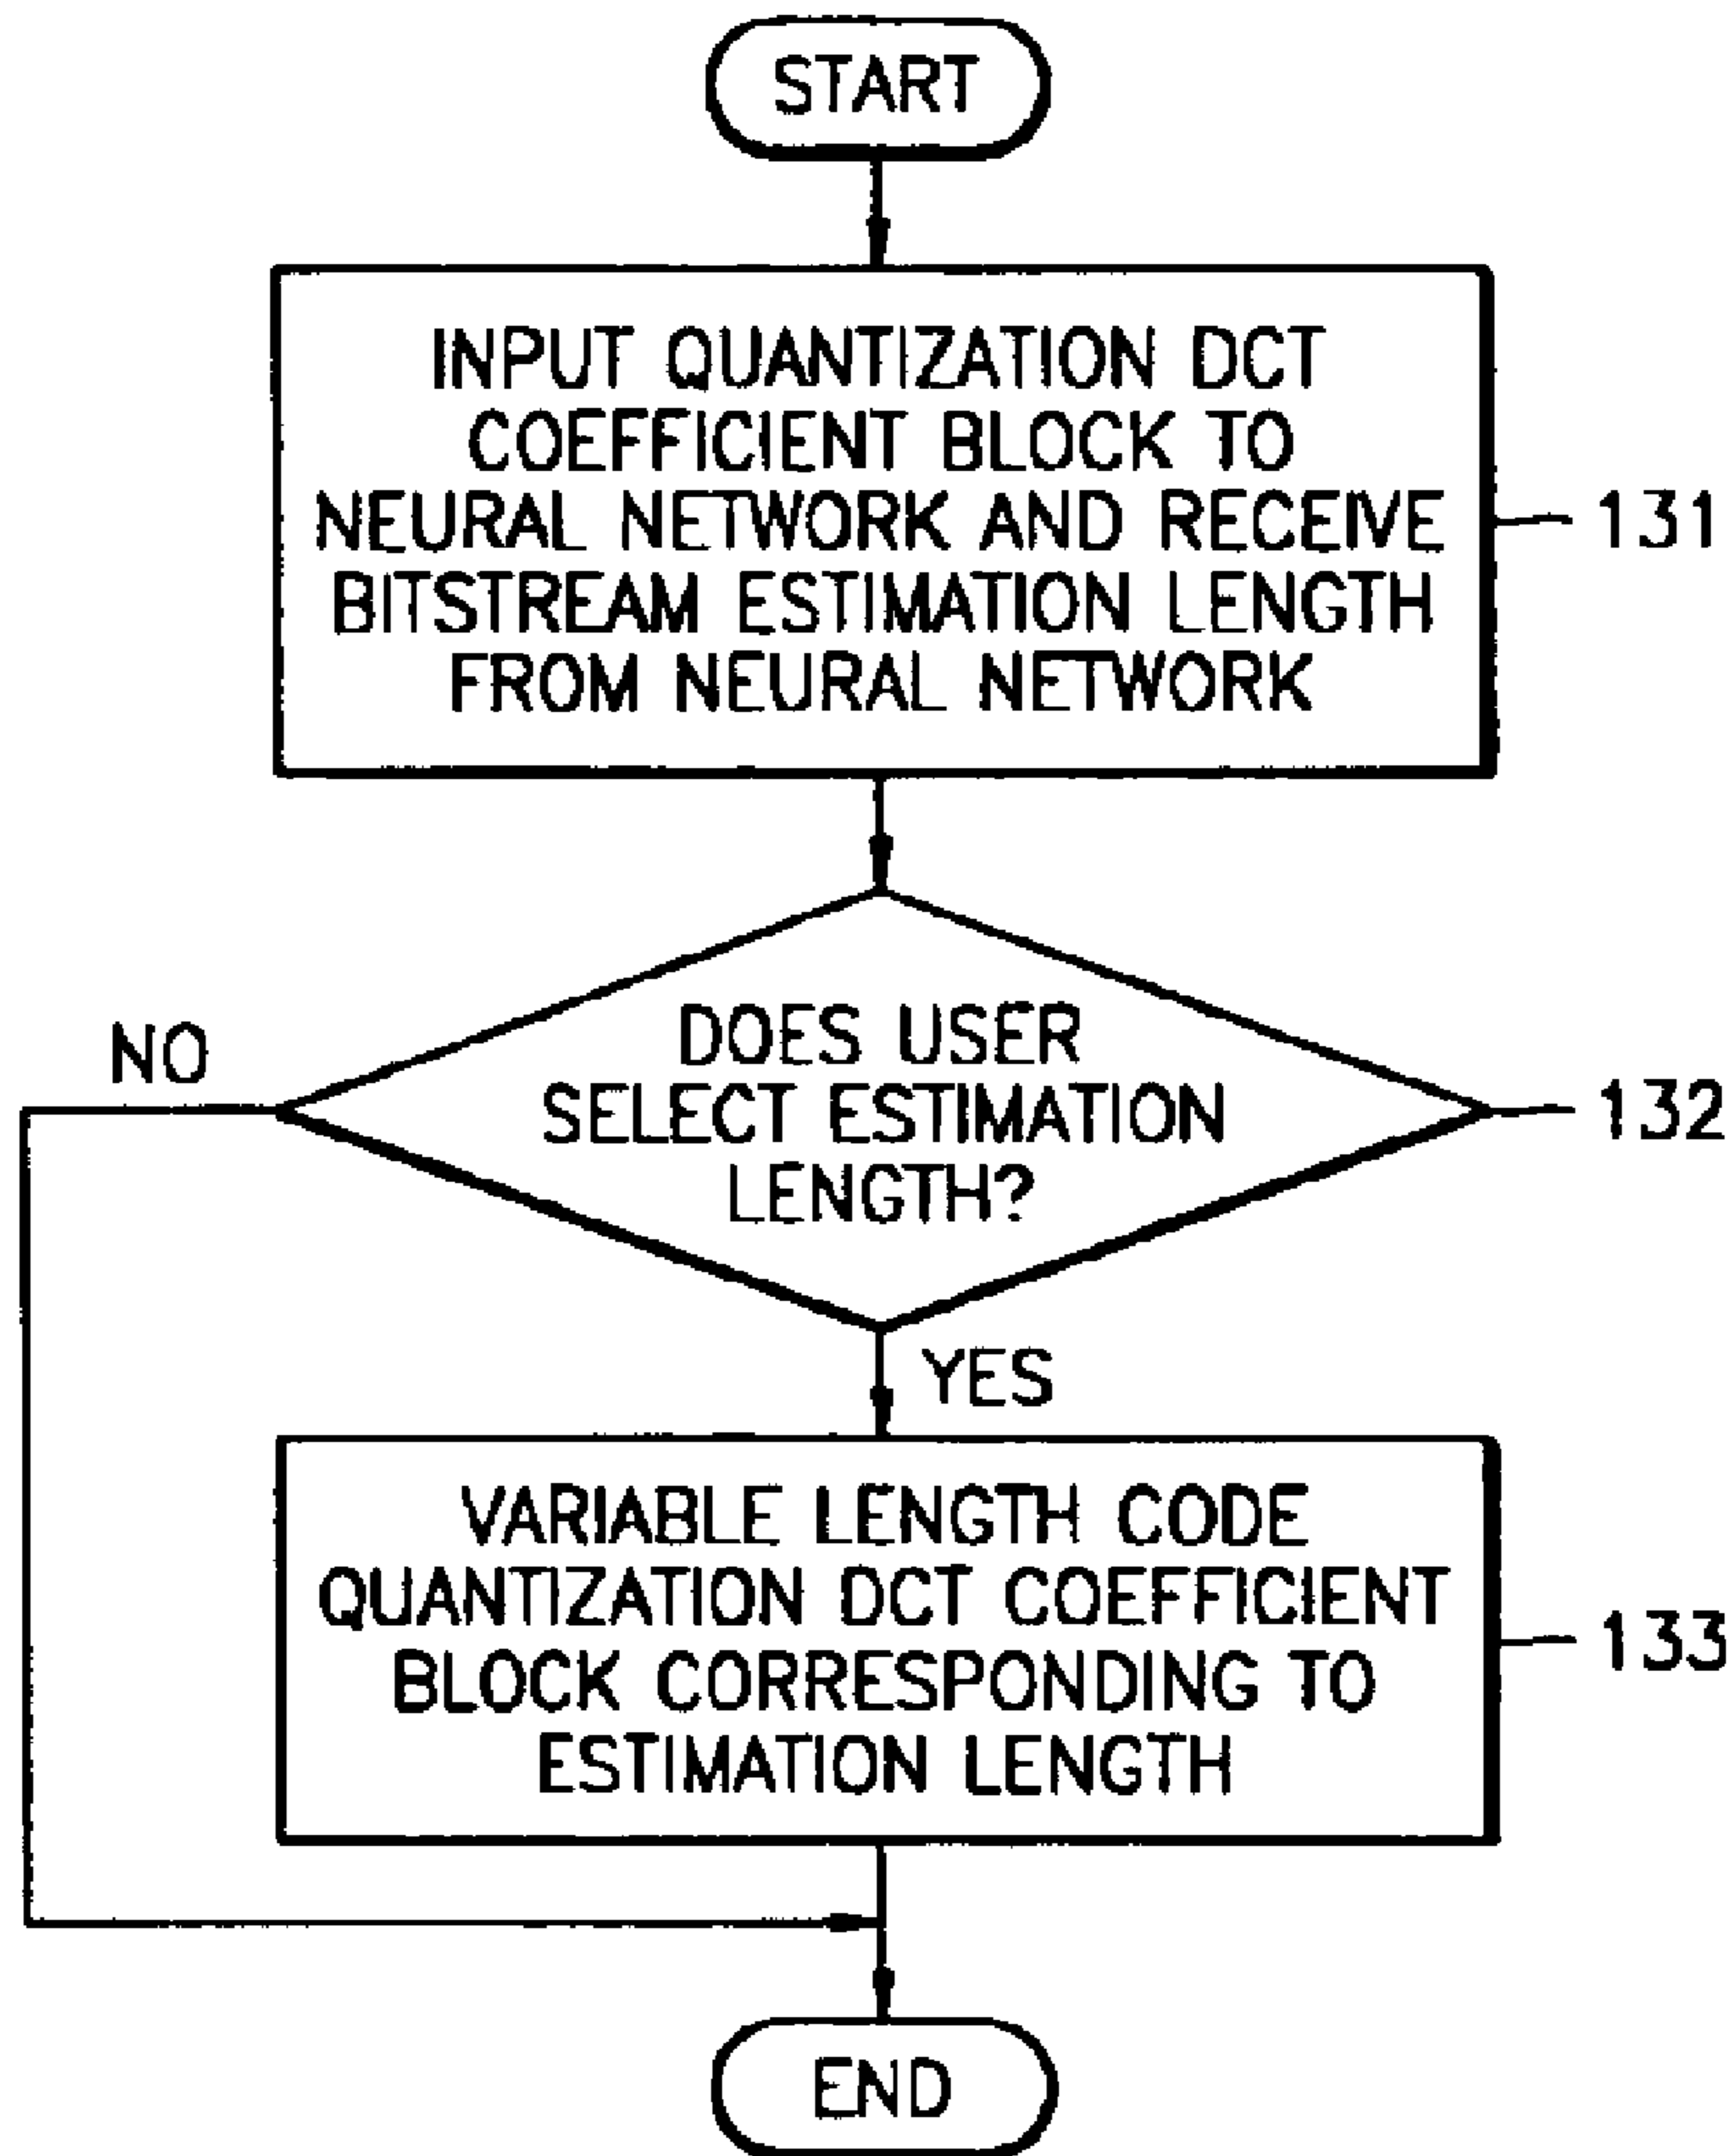 START
INPUT QUANTIZATION DCT
COEFFICIENT BLOCK TO
NEURAL NETWORK AND RECEIVE
BITSTREAM ESTIMATION LENGTH
FROM NEURAL NETWORK
131
DOES USER
SELECT ESTIMATION
LENGTH?
NO
132
YES
VARIABLE LENGTH CODE
QUANTIZATION DCT COEFFICIENT
BLOCK CORRESPONDING TO
ESTIMATION LENGTH
133
END